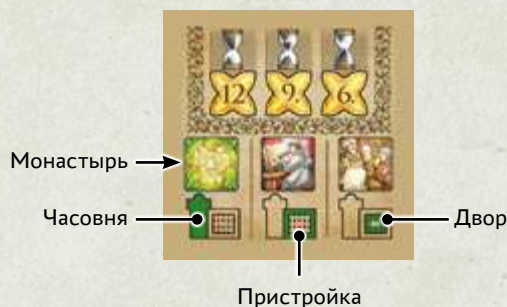 12 9. 6.
Монастырь
Часовня
Двор
Пристройка